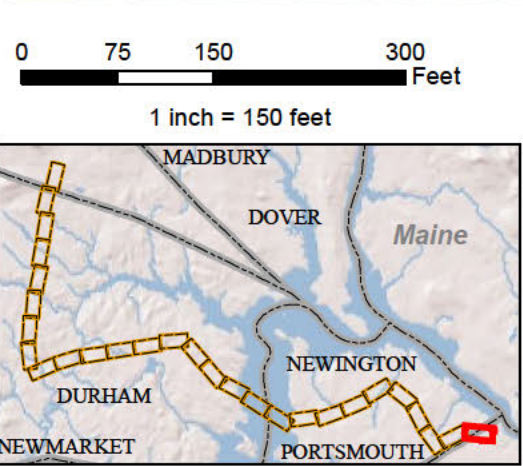 0 75 150 300
Feet
1 inch = 150 feet
MADBURY
DOVER
Maine
NEWINGTON
DURHAM
NEWMARKET
PORTSMOUTH